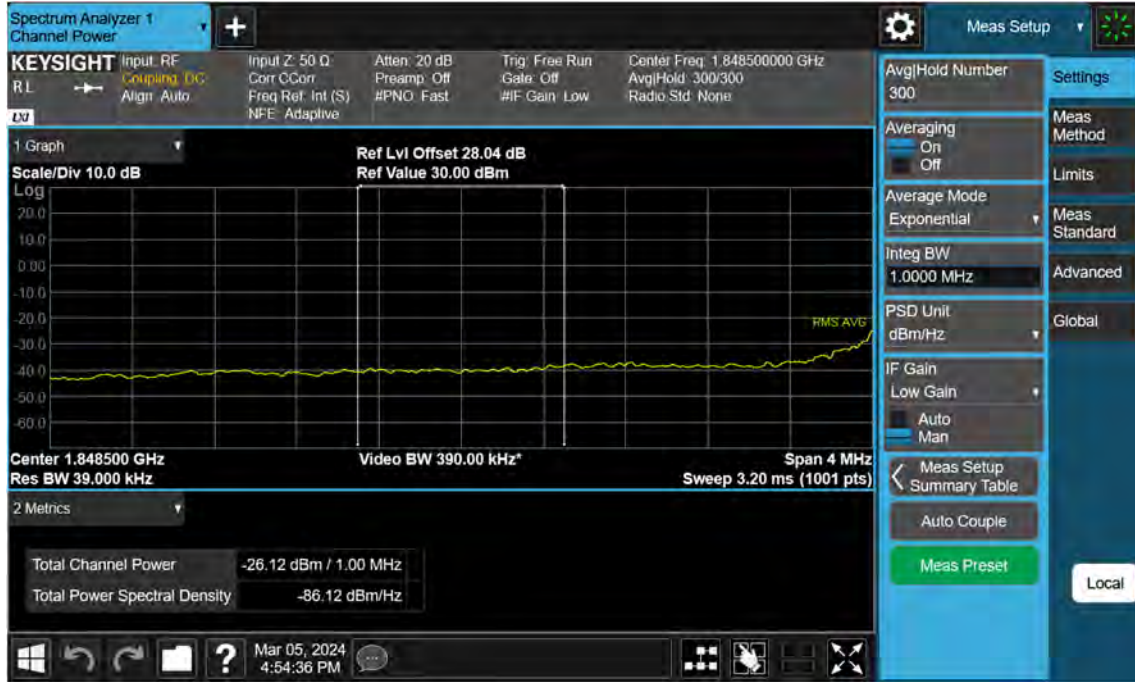 Spectrum Analyzer 1
Channel Power
+
Meas Setup
KEYSIGHT
RL
LXI
Input: RF
Coupling: DC
Align: Auto
Input Z: 50 Ω
Corr CCorr
Freq Ref: Int (S)
NFE: Adaptive
Atten: 20 dB
Preamp: Off
#PNO: Fast
Trig: Free Run
Gate: Off
#IF Gain: Low
Center Freq: 1.848500000 GHz
Avg|Hold: 300/300
Radio Std: None
1 Graph
Scale/Div 10.0 dB
Ref Lvl Offset 28.04 dB
Ref Value 30.00 dBm
Log
20.0
10.0
0.00
-10.0
-20.0
-30.0
-40.0
-50.0
-60.0
RMS AVG
Center 1.848500 GHz
Res BW 39.000 kHz
Video BW 390.00 kHz*
Span 4 MHz
Sweep 3.20 ms (1001 pts)
2 Metrics
Total Channel Power -26.12 dBm / 1.00 MHz
Total Power Spectral Density -86.12 dBm/Hz
?
Mar 05, 2024
4:54:36 PM
Avg|Hold Number
300
Averaging
On
Off
Average Mode
Exponential
Integ BW
1.0000 MHz
PSD Unit
dBm/Hz
IF Gain
Low Gain
Auto
Man
Meas Setup
Summary Table
Auto Couple
Meas Preset
Settings
Meas
Method
Limits
Meas
Standard
Advanced
Global
Local